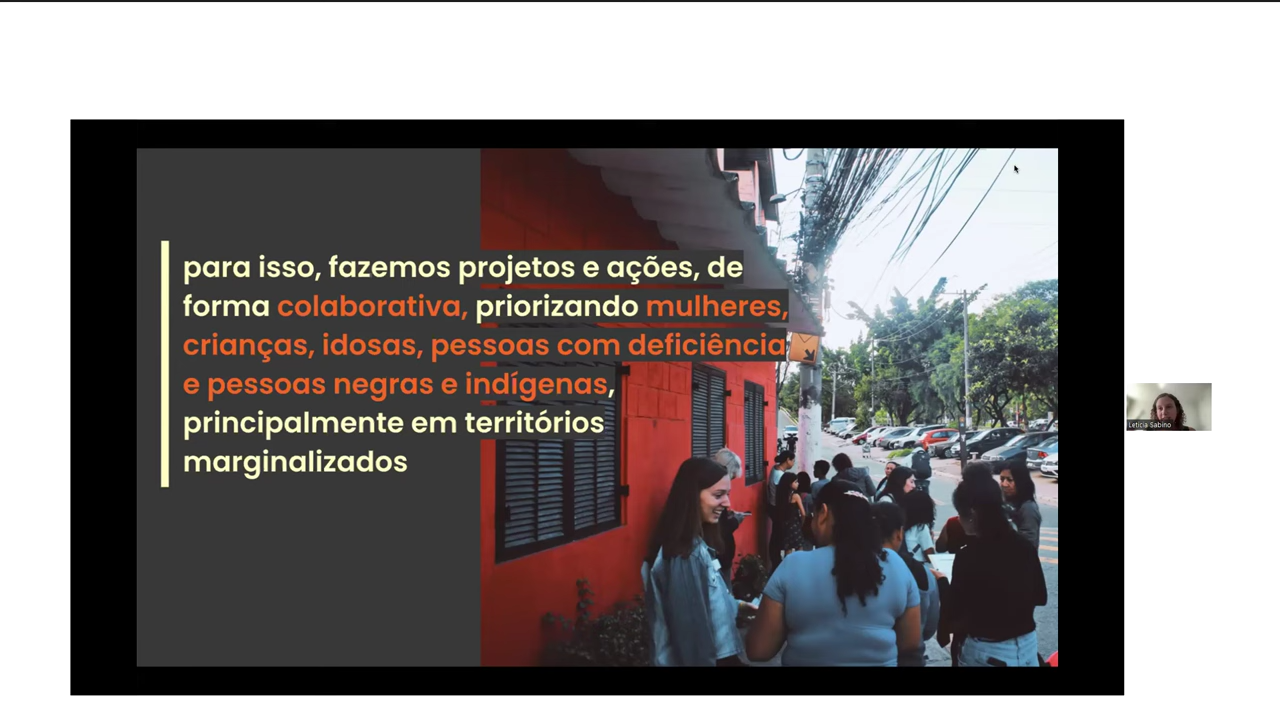 para isso, fazemos projetos e ações, de
forma colaborativa, priorizando mulheres,
crianças, idosas, pessoas com deficiência
e pessoas negras e indígenas,
principalmente em territórios
marginalizados
Leticia Sabino